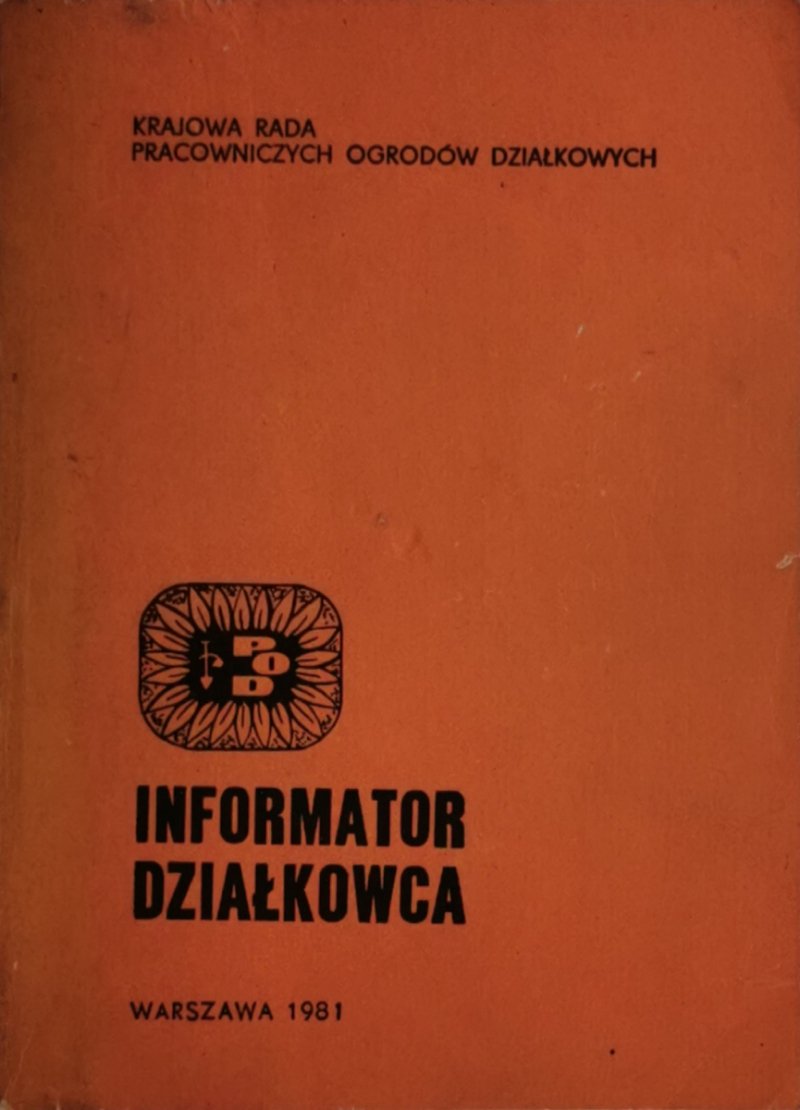 KRAJOWA RADA
PRACOWNICZYCH OGRODÓW DZIAŁKOWYCH
POD
INFORMATOR
DZIAŁKOWCA
WARSZAWA 1981